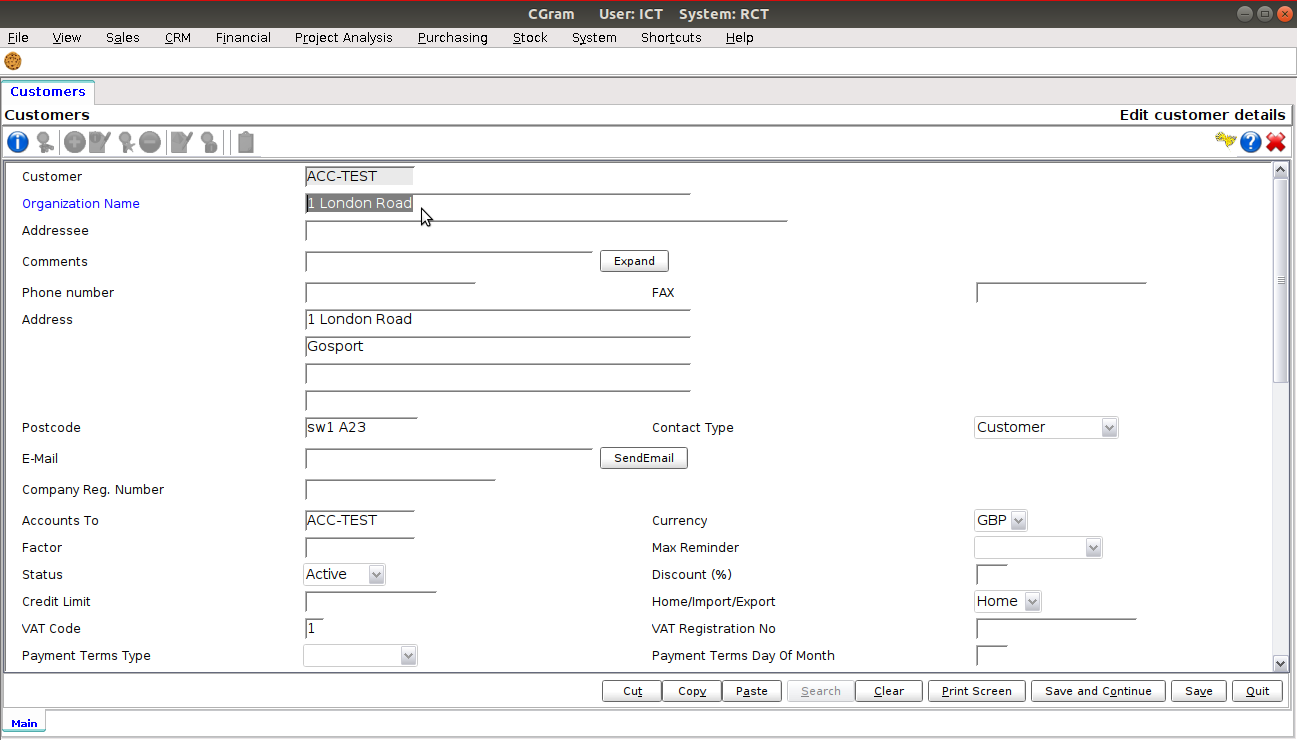 CGram User: ICT System: RCT
File View Sales CRM Financial Project Analysis Purchasing Stock System Shortcuts Help
Customers
Customers Edit customer details
Customer ACC-TEST
Organization Name 1 London Road
Addressee
Comments Expand
Phone number FAX
Address 1 London Road
Gosport
Postcode sw1 A23 Contact Type Customer
E-Mail SendEmail
Company Reg. Number
Accounts To ACC-TEST Currency GBP
Factor Max Reminder
Status Active Discount (%)
Credit Limit Home/Import/Export Home
VAT Code 1 VAT Registration No
Payment Terms Type Payment Terms Day Of Month
Cut Copy Paste Search Clear Print Screen Save and Continue Save Quit
Main